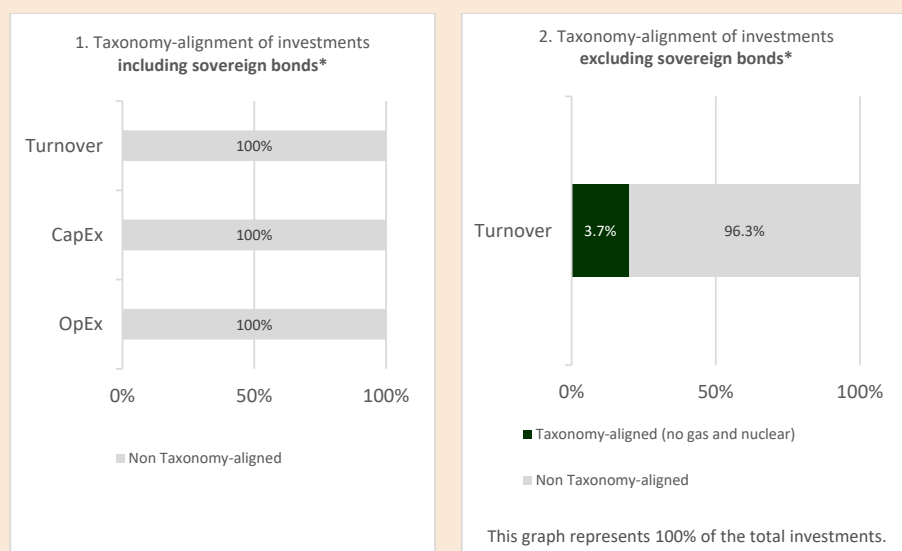 1. Taxonomy-alignment of investments
including sovereign bonds*
Turnover
100%
CapEx
100%
OpEx
100%
0%
50%
100%
Non Taxonomy-aligned
2. Taxonomy-alignment of investments
excluding sovereign bonds*
Turnover
3.7%
96.3%
0%
50%
100%
Taxonomy-aligned (no gas and nuclear)
Non Taxonomy-aligned
This graph represents 100% of the total investments.